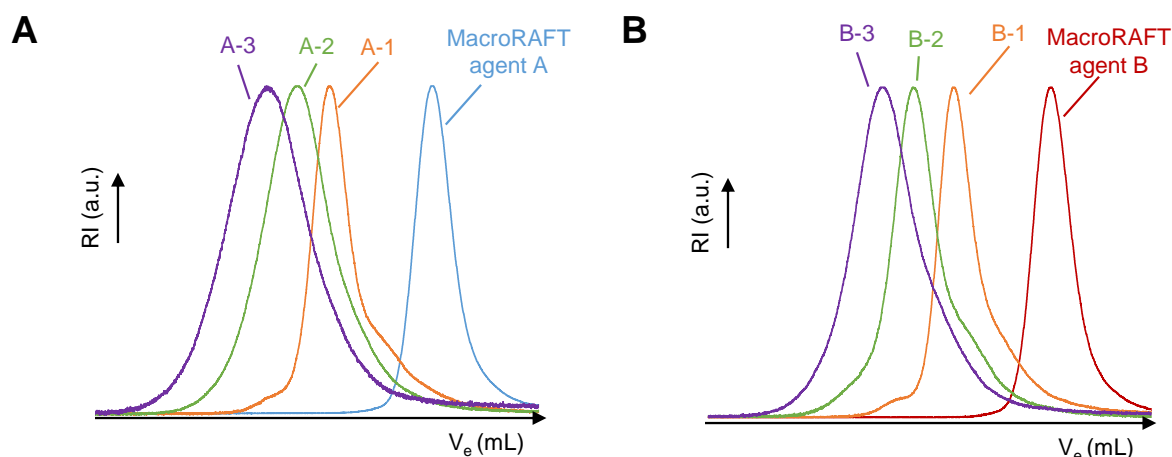 A
A-3
A-2
A-1
MacroRAFT
agent A
RI (a.u.)
Ve (mL)
B
B-3
B-2
B-1
MacroRAFT
agent B
RI (a.u.)
Ve (mL)